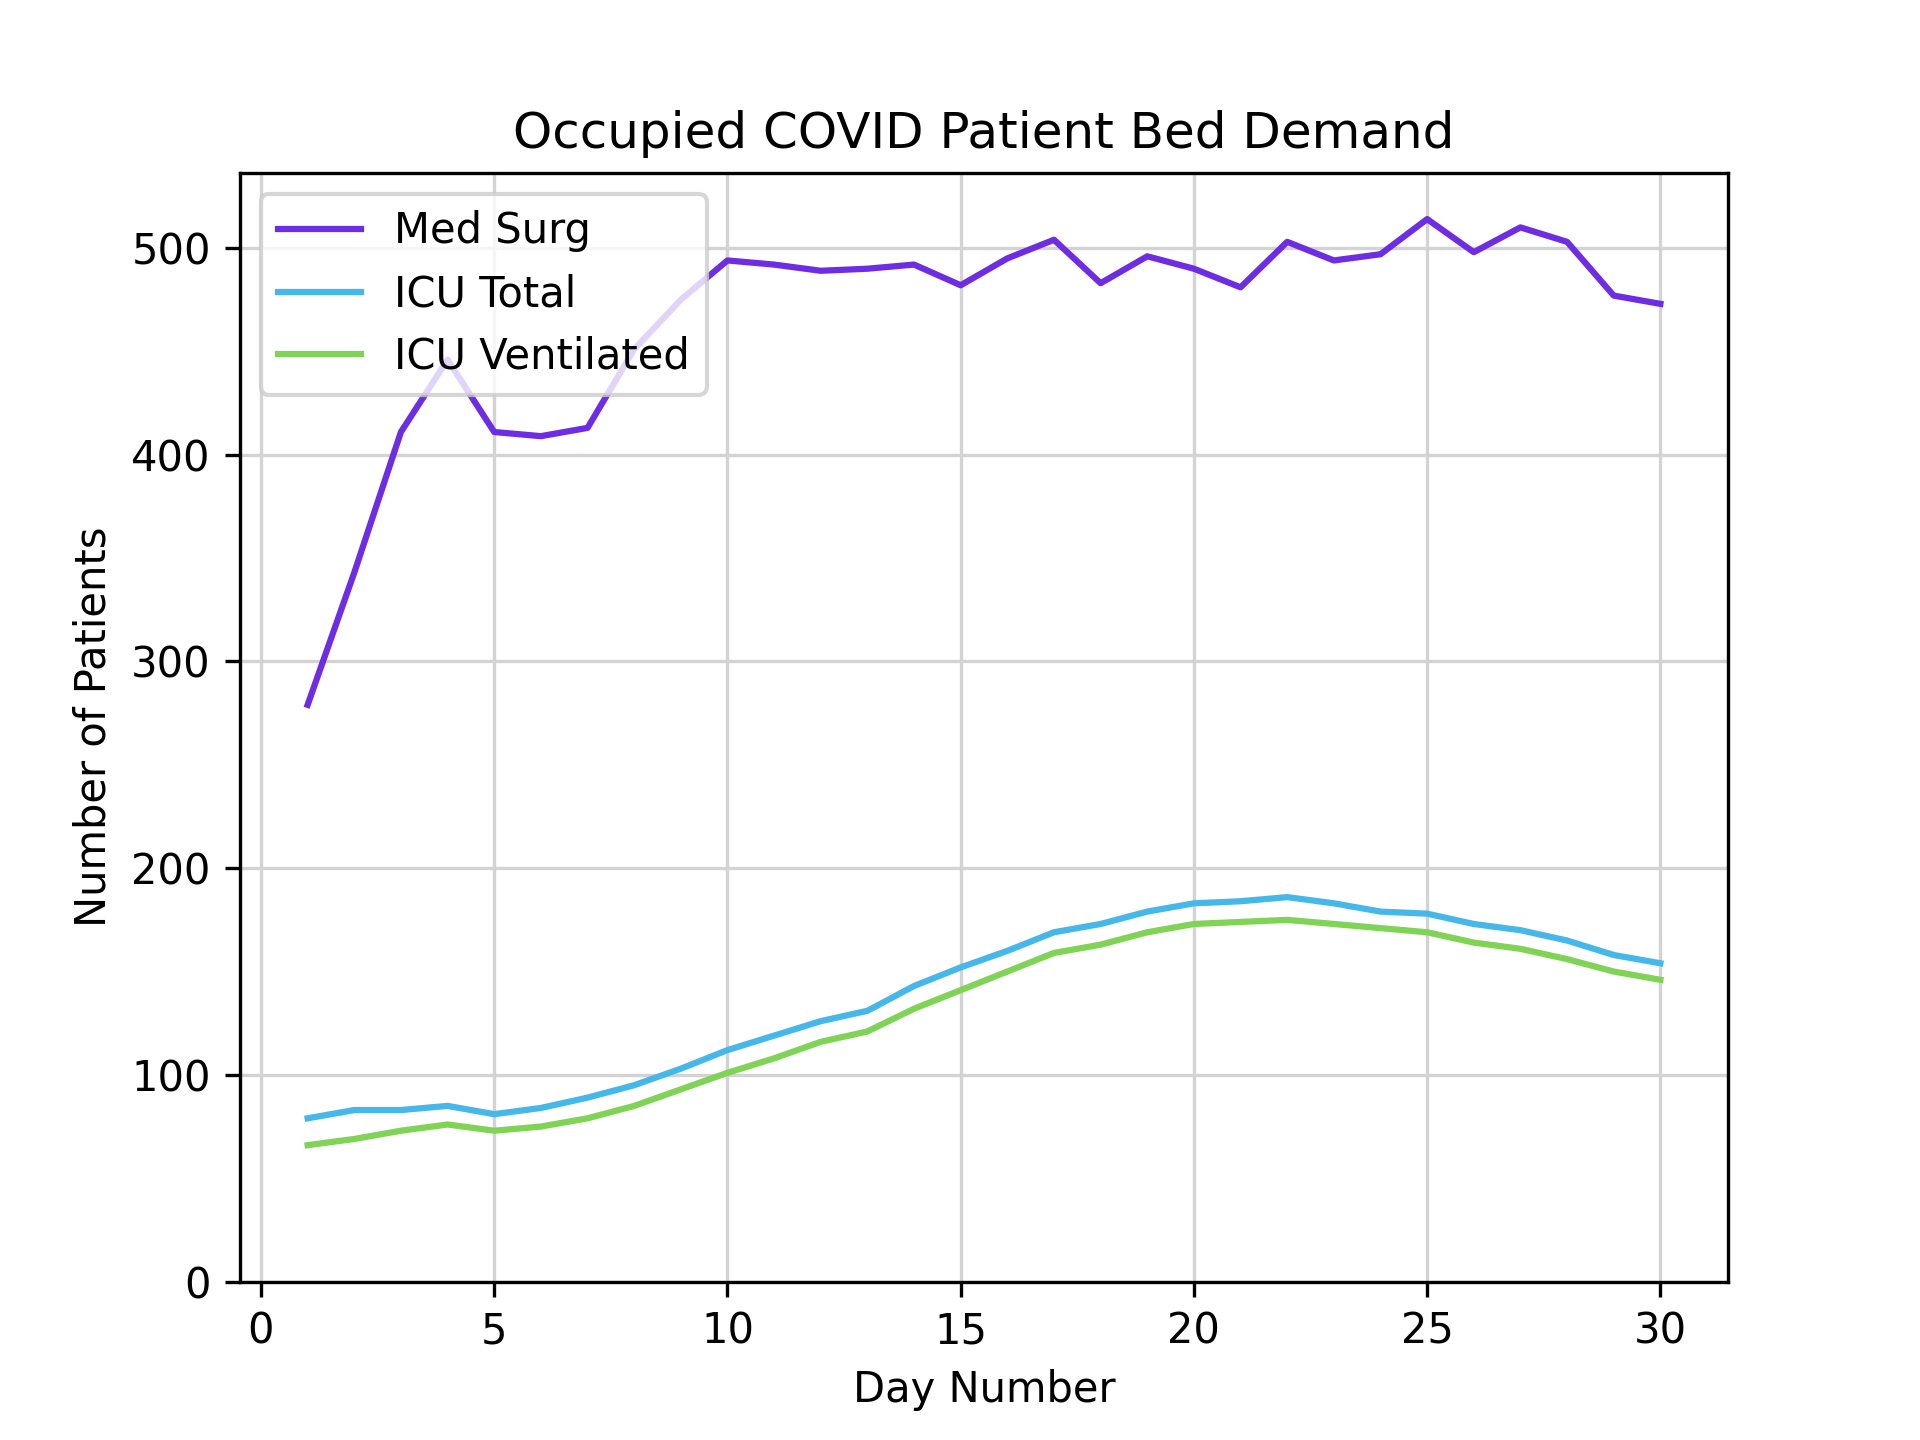 Occupied COVID Patient Bed Demand
Med Surg
ICU Total
ICU Ventilated
Number of Patients
500
400
300
200
100
0
0 5 10 15 20 25 30
Day Number